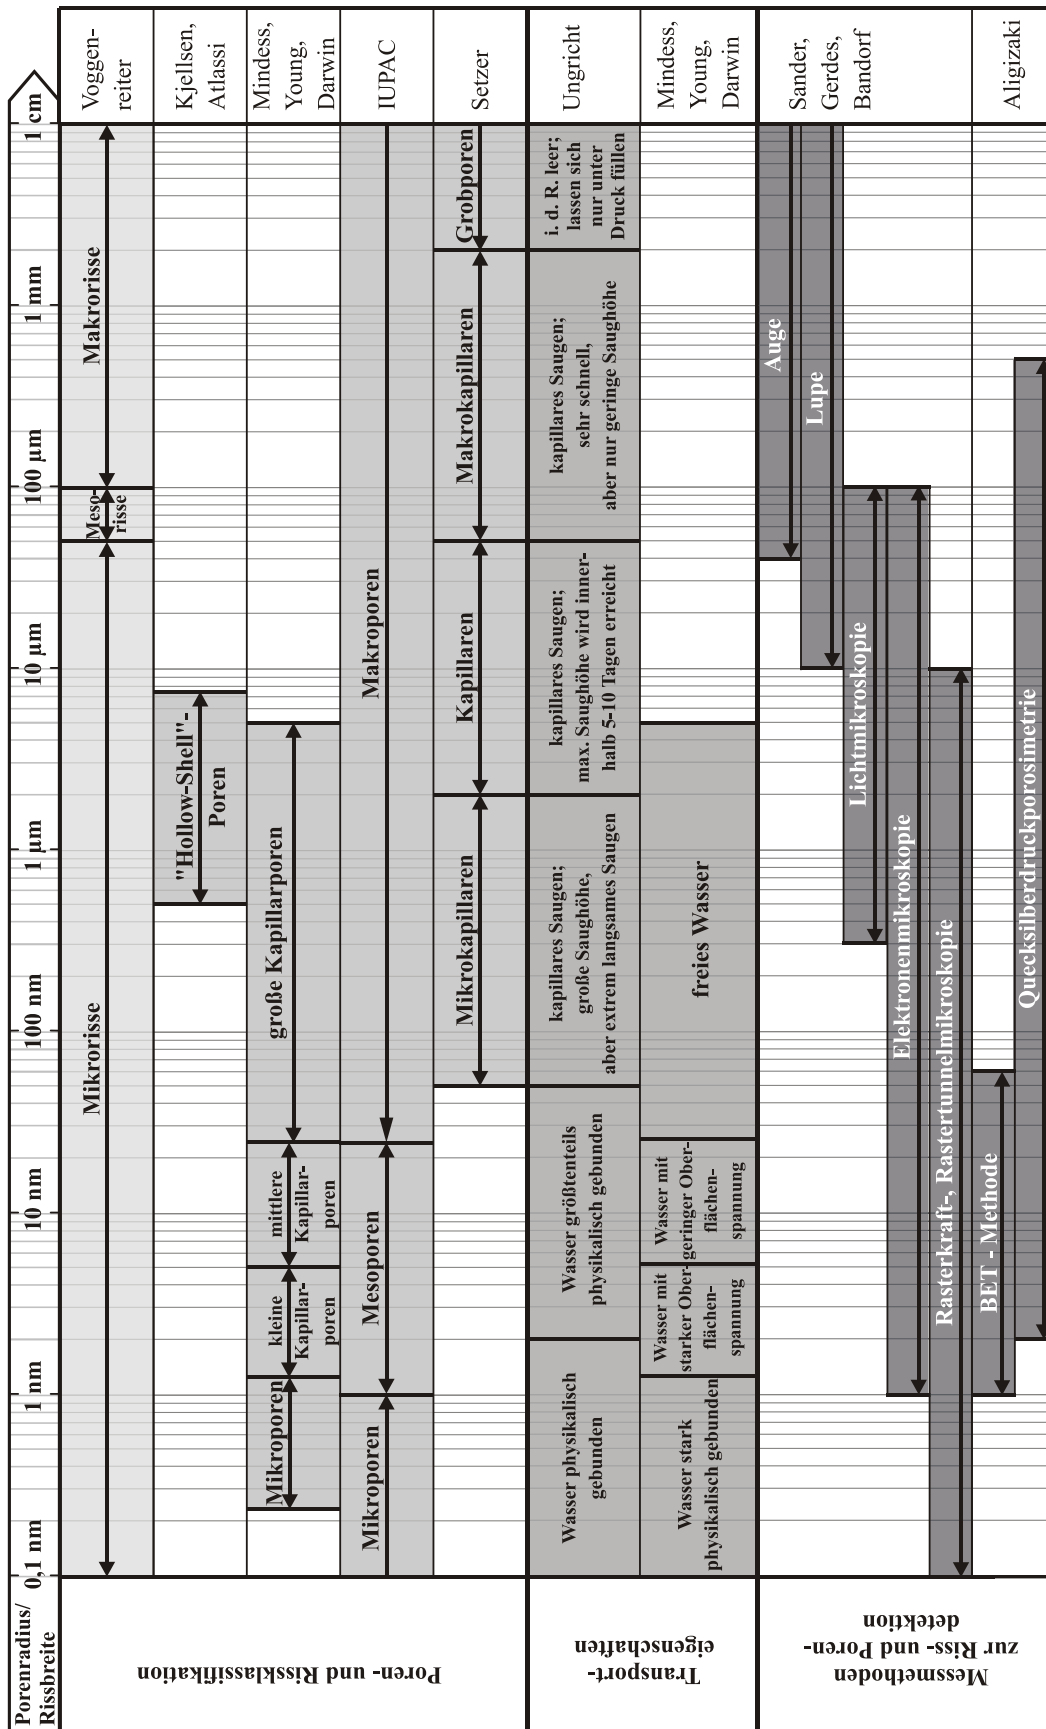 Porenradius/
Rissbreite
0,1 nm
1 nm
10 nm
100 nm
1 µm
10 µm
100 µm
1 mm
1 cm
Poren- und Rissklassifikation
Mikrorisse
Meso-
risse
Makrorisse
Voggen-
reiter
"Hollow-Shell"-
Poren
Kjellsen,
Atlassi
Mikroporen
kleine
Kapillar-
poren
mittlere
Kapillar-
poren
große Kapillarporen
Mindess,
Young,
Darwin
Mikroporen
Mesoporen
Makroporen
IUPAC
Mikrokapillaren
Kapillaren
Makrokapillaren
Grobporen
Setzer
Transport-
eigenschaften
Wasser physikalisch
gebunden
Wasser größtenteils
physikalisch gebunden
kapillares Saugen;
große Saughöhe,
aber extrem langsames Saugen
kapillares Saugen;
max. Saughöhe wird inner-
halb 5-10 Tagen erreicht
kapillares Saugen;
sehr schnell,
aber nur geringe Saughöhe
i. d. R. leer;
lassen sich
nur unter
Druck füllen
Ungricht
Wasser stark
physikalisch gebunden
Wasser mit
starker Ober-
flächen-
spannung
Wasser mit
geringer Ober-
flächen-
spannung
freies Wasser
Mindess,
Young,
Darwin
Messmethoden
zur Riss- und Poren-
detektion
Auge
Lupe
Lichtmikroskopie
Elektronenmikroskopie
Rasterkraft-, Rastertunnelmikroskopie
Sander,
Gerdes,
Bandorf
BET - Methode
Quecksilberdruckporosimetrie
Aligizaki